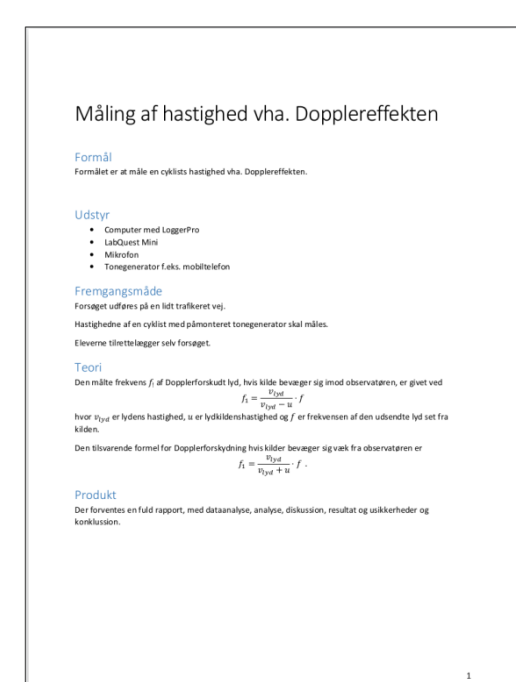 Måling af hastighed vha. Dopplereffekten
Formål
Formålet er at måle en cyklists hastighed vha. Dopplereffekten.
Udstyr
• Computer med LoggerPro
• LabQuest Mini
• Mikrofon
• Tonegenerator f.eks. mobiltelefon
Fremgangsmåde
Forsøget udføres på en lidt trafikeret vej.
Hastighedne af en cyklist med påmonteret tonegenerator skal måles.
Eleverne tilrettelægger selv forsøget.
Teori
Den målte frekvens f₁ af Dopplerforskudt lyd, hvis kilde bevæger sig imod observatøren, er givet ved
f₁ = v_lyd / (v_lyd − u) · f
hvor v_lyd er lydens hastighed, u er lydkildenshastighed og f er frekvensen af den udsendte lyd set fra
kilden.
Den tilsvarende formel for Dopplerforskydning hvis kilder bevæger sig væk fra observatøren er
f₁ = v_lyd / (v_lyd + u) · f .
Produkt
Der forventes en fuld rapport, med dataanalyse, analyse, diskussion, resultat og usikkerheder og
konklussion.
1